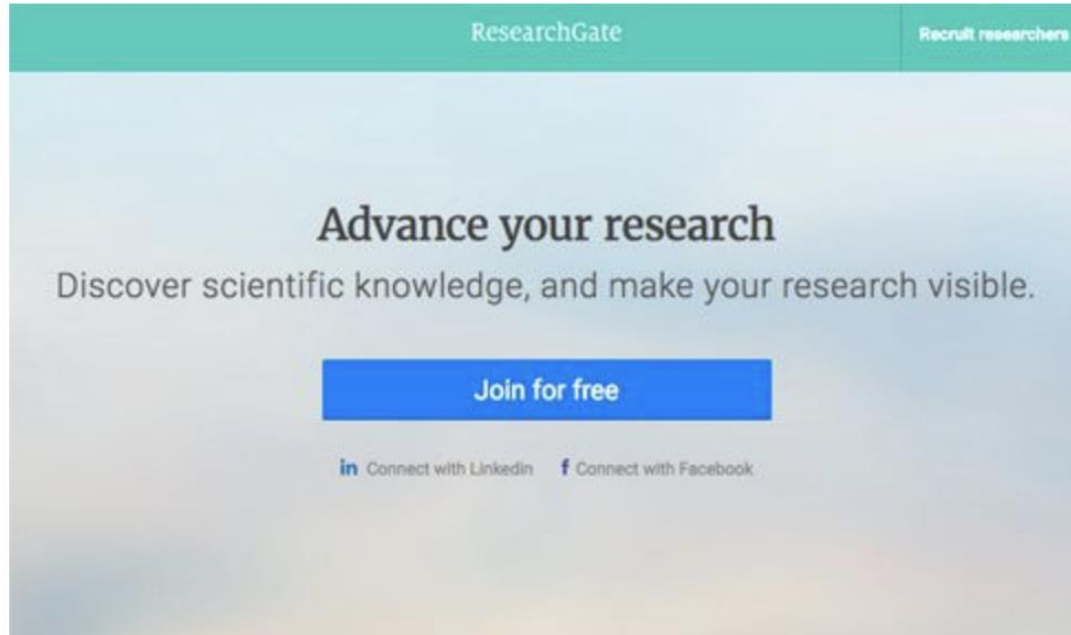 ResearchGate
Recruit researchers
Advance your research
Discover scientific knowledge, and make your research visible.
Join for free
in Connect with Linkedin f Connect with Facebook